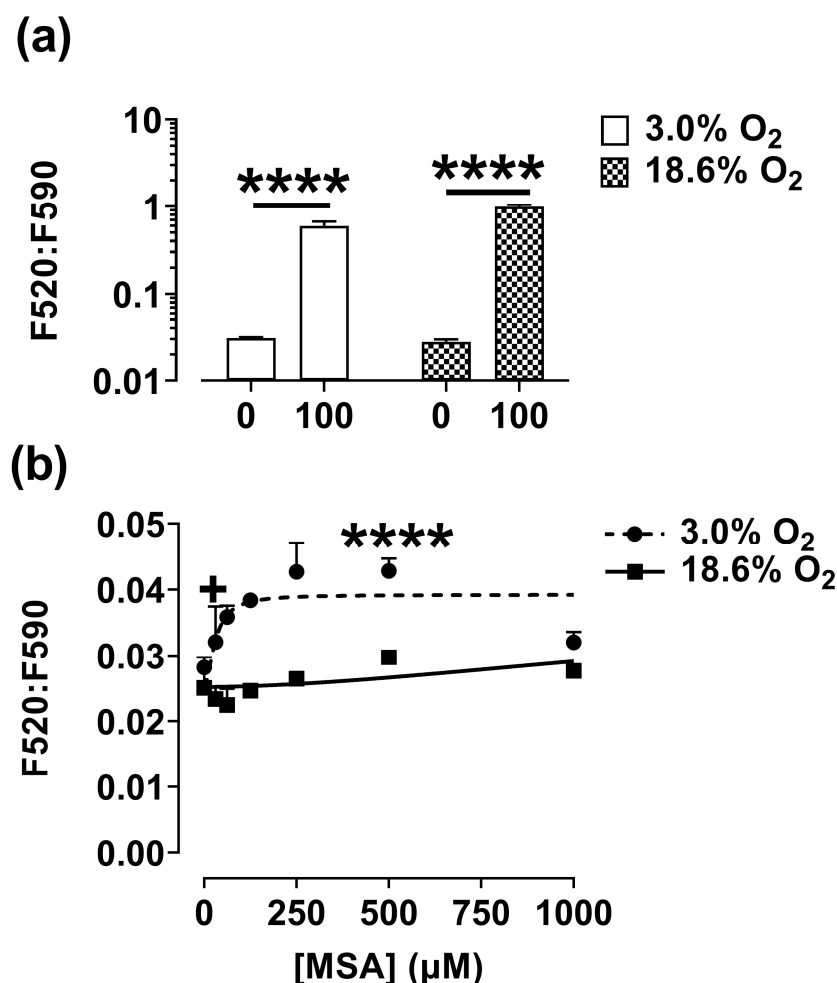 (a)
F520:F590
10
1
0.1
0.01
****
****
3.0% O₂
18.6% O₂
0 100 0 100
(b)
F520:F590
0.05
0.04
0.03
0.02
0.01
0.00
+
****
3.0% O₂
18.6% O₂
0 250 500 750 1000
[MSA] (μM)